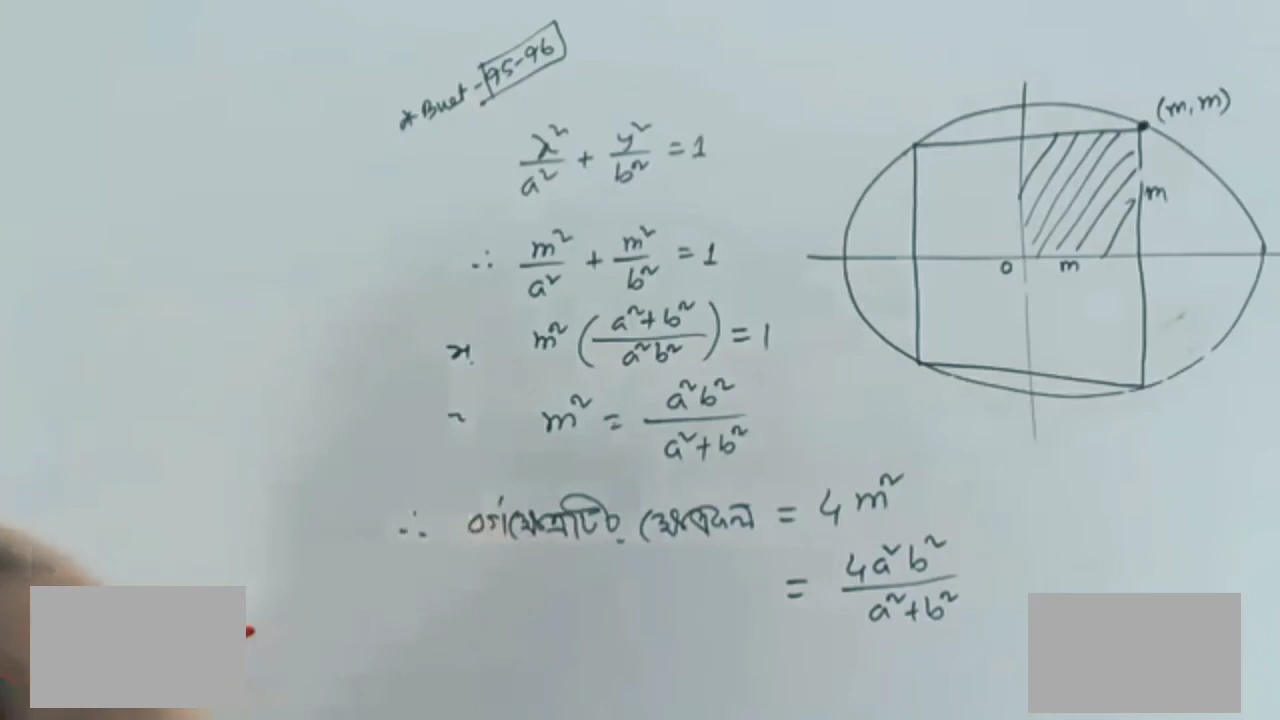 * Buet - 95-96
x²/a² + y²/b² = 1
∴ m²/a² + m²/b² = 1
বা, m² ((a²+b²)/(a²b²)) = 1
" m² = a²b²/(a²+b²)
∴ বর্গক্ষেত্রটির ক্ষেত্রফল = 4m²
= 4a²b²/(a²+b²)
(m, m)
m
o m